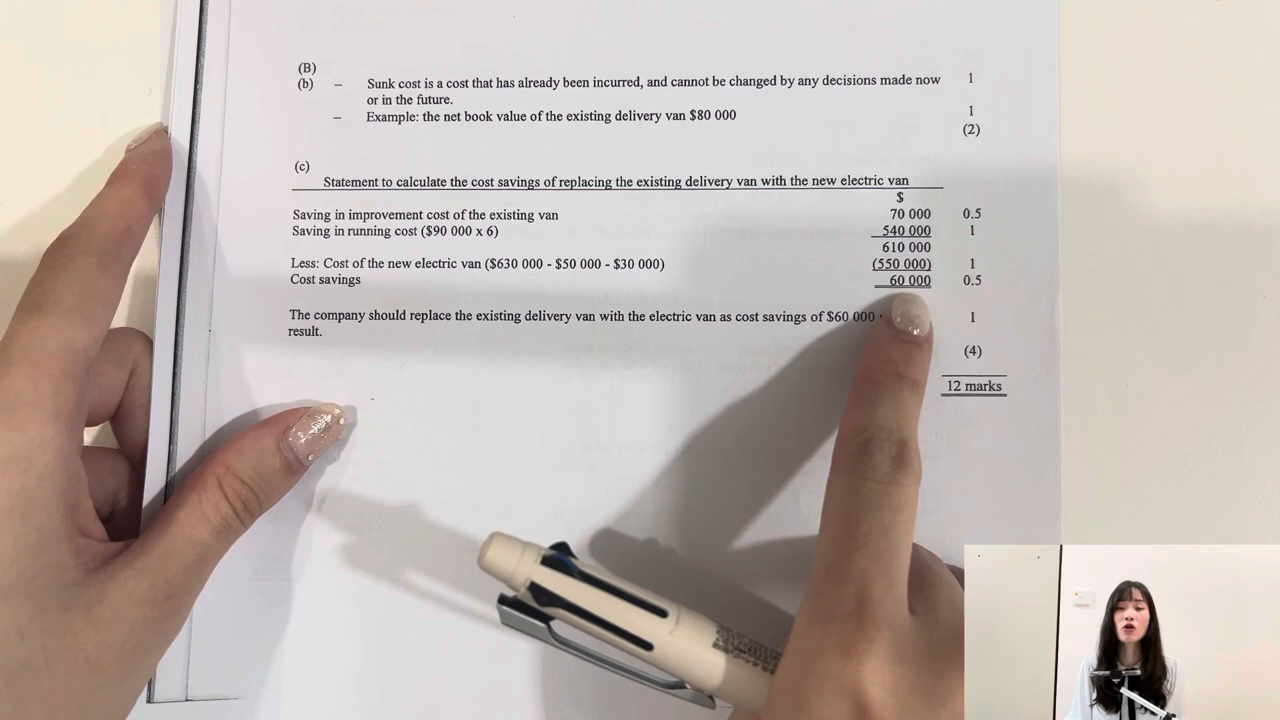 (B)
(b) – Sunk cost is a cost that has already been incurred, and cannot be changed by any decisions made now 1
or in the future.
– Example: the net book value of the existing delivery van $80 000 1
(2)
(c)
Statement to calculate the cost savings of replacing the existing delivery van with the new electric van
$
Saving in improvement cost of the existing van 70 000 0.5
Saving in running cost ($90 000 x 6) 540 000 1
610 000
Less: Cost of the new electric van ($630 000 - $50 000 - $30 000) (550 000) 1
Cost savings 60 000 0.5
The company should replace the existing delivery van with the electric van as cost savings of $60 000 1
result.
(4)
12 marks